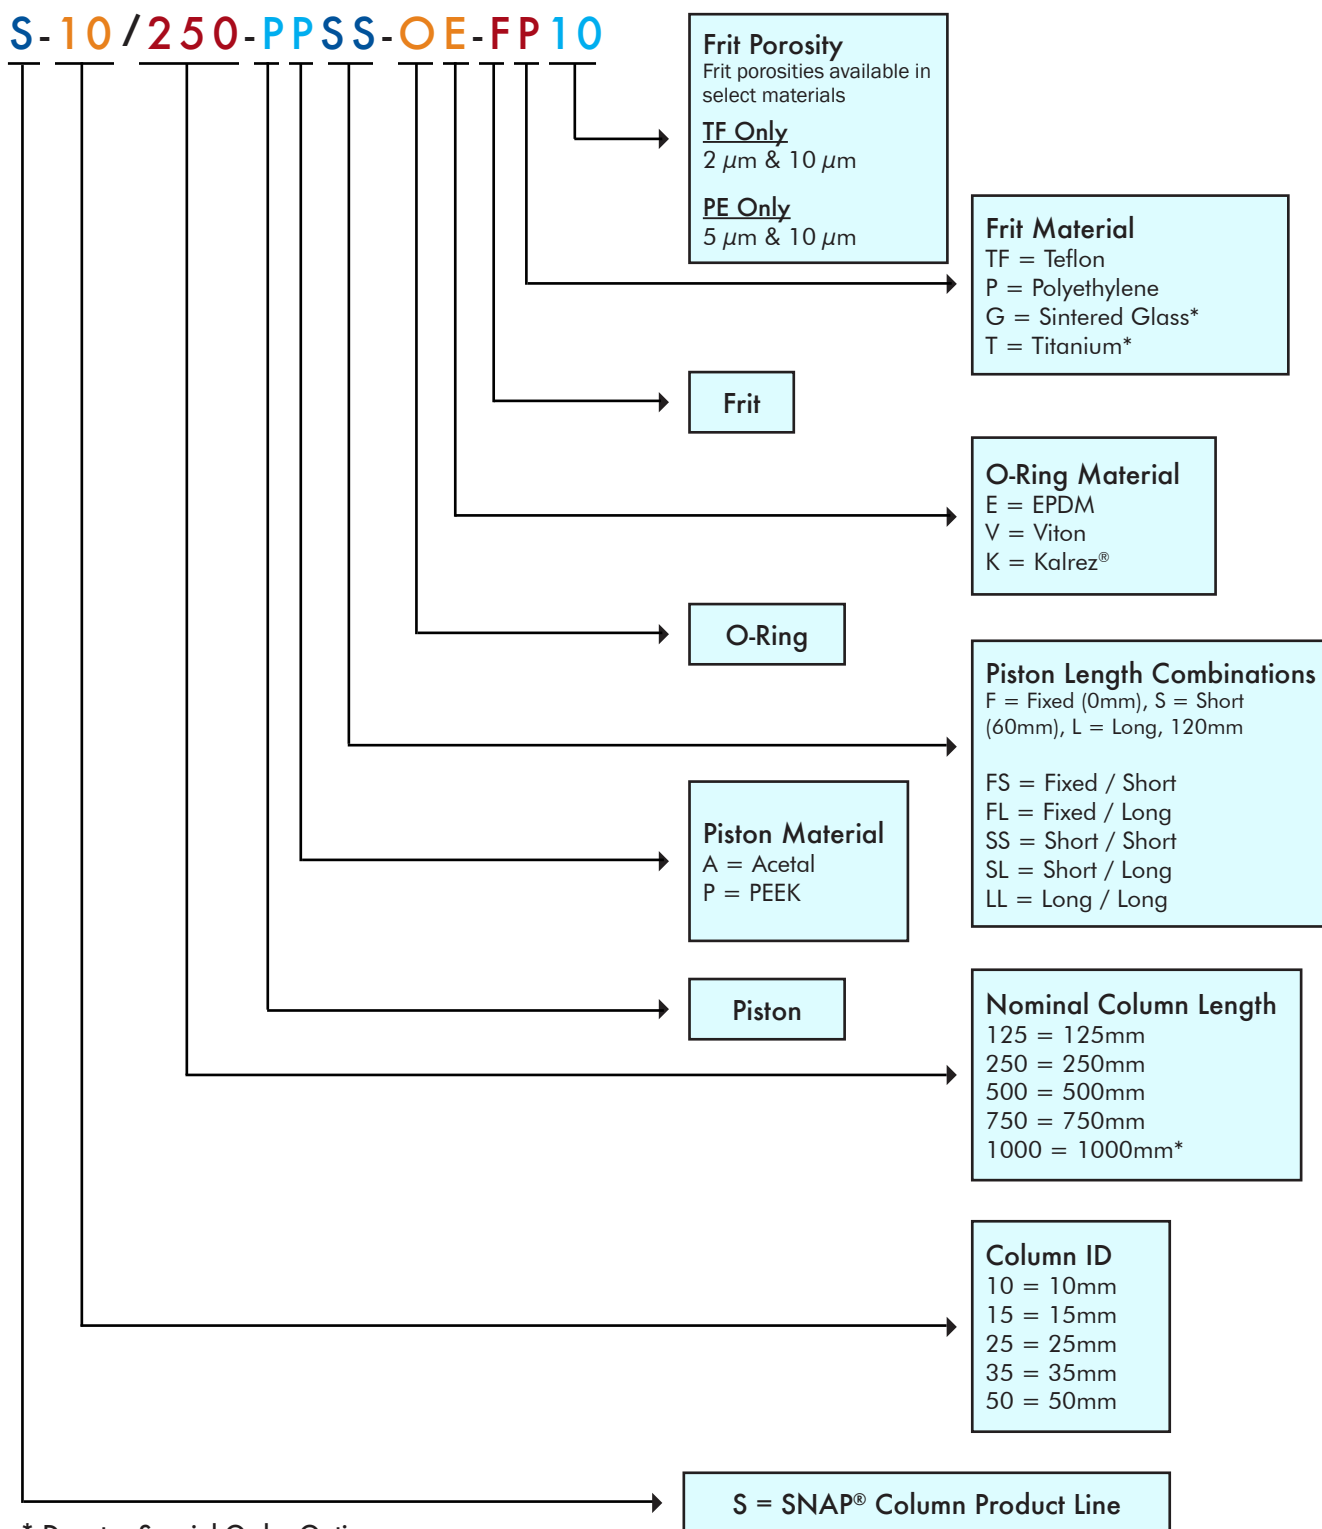 S-10/250-PPSS-OE-FP10
Frit Porosity
Frit porosities available in
select materials
TF Only
2 μm & 10 μm
PE Only
5 μm & 10 μm
Frit Material
TF = Teflon
P = Polyethylene
G = Sintered Glass*
T = Titanium*
Frit
O-Ring Material
E = EPDM
V = Viton
K = Kalrez®
O-Ring
Piston Length Combinations
F = Fixed (0mm), S = Short
(60mm), L = Long, 120mm
FS = Fixed / Short
FL = Fixed / Long
SS = Short / Short
SL = Short / Long
LL = Long / Long
Piston Material
A = Acetal
P = PEEK
Piston
Nominal Column Length
125 = 125mm
250 = 250mm
500 = 500mm
750 = 750mm
1000 = 1000mm*
Column ID
10 = 10mm
15 = 15mm
25 = 25mm
35 = 35mm
50 = 50mm
S = SNAP® Column Product Line
* Denotes Special Order Option